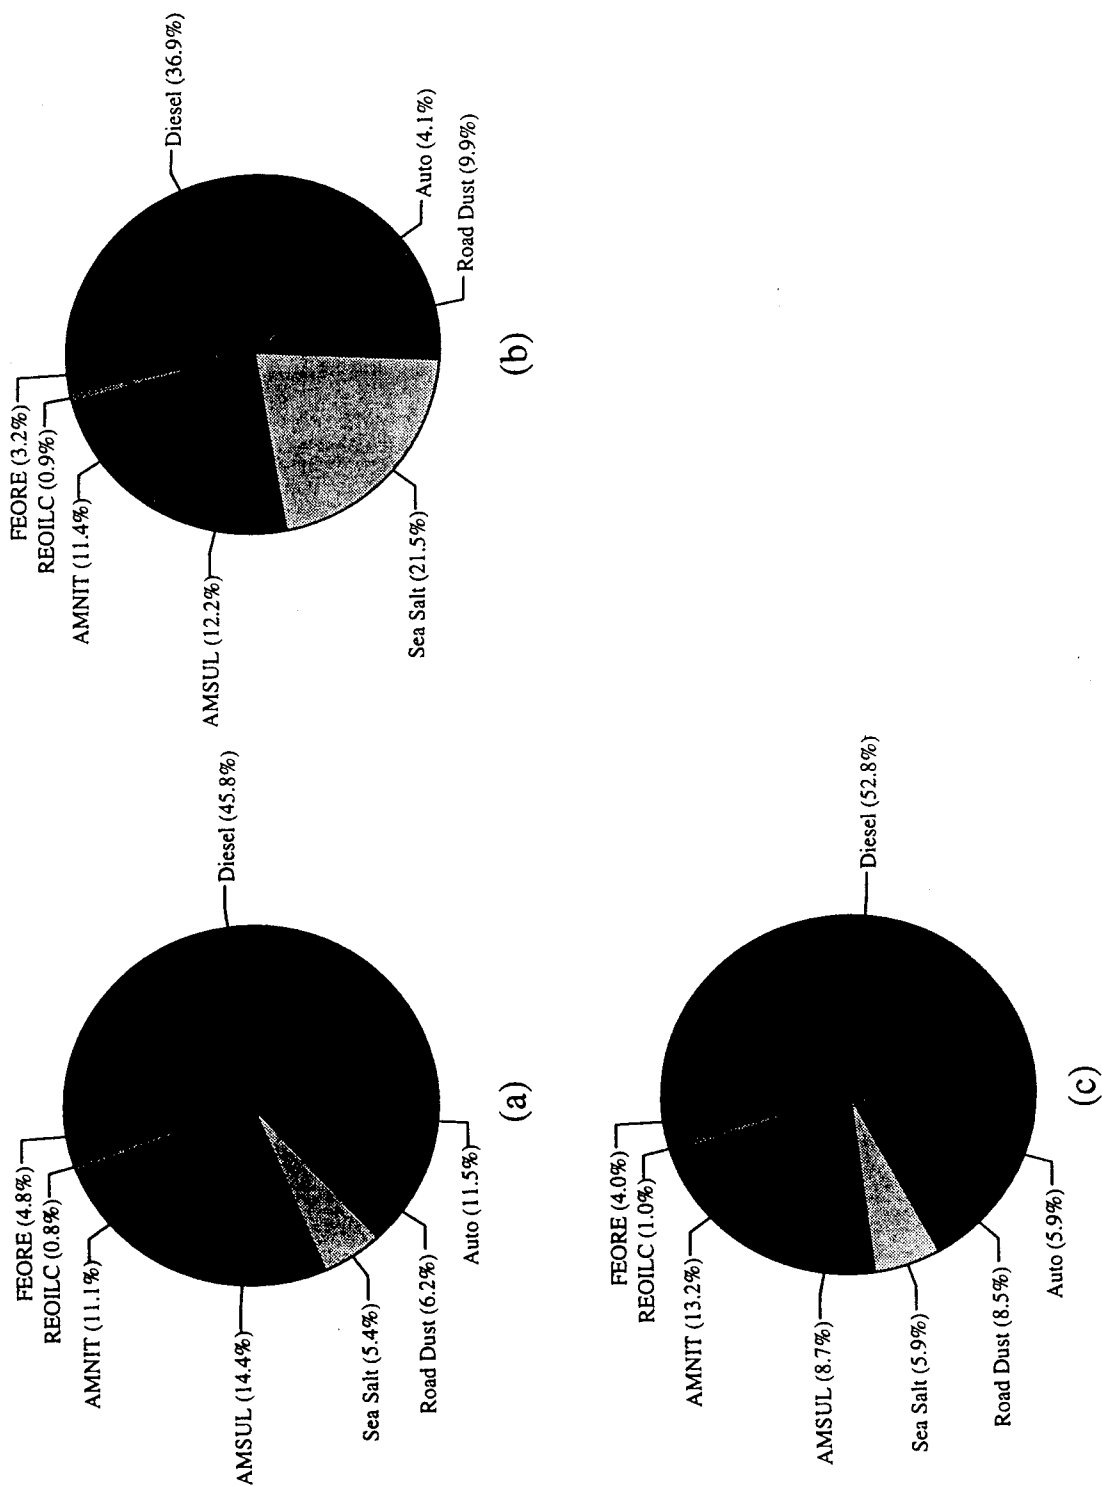 FEORE (4.8%)
REOILC (0.8%)
AMNIT (11.1%)
AMSUL (14.4%)
Sea Salt (5.4%)
Road Dust (6.2%)
Auto (11.5%)
Diesel (45.8%)
(a)
FEORE (3.2%)
REOILC (0.9%)
AMNIT (11.4%)
AMSUL (12.2%)
Sea Salt (21.5%)
Road Dust (9.9%)
Auto (4.1%)
Diesel (36.9%)
(b)
FEORE (4.0%)
REOILC (1.0%)
AMNIT (13.2%)
AMSUL (8.7%)
Sea Salt (5.9%)
Road Dust (8.5%)
Auto (5.9%)
Diesel (52.8%)
(c)